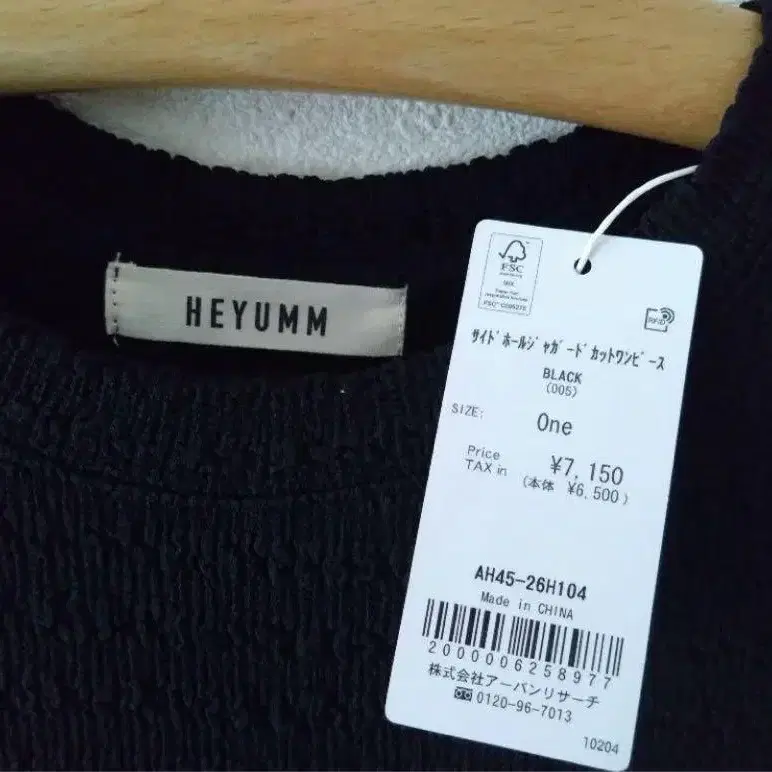 HEYUMM
FSC
MIX
RFID
サイドホールジャガードカットワンピース
BLACK
(005)
SIZE: One
Price ¥7,150
TAX in (本体 ¥6,500)
AH45-26H104
Made in CHINA
2000006258977
株式会社アーバンリサーチ
0120-96-7013
10204